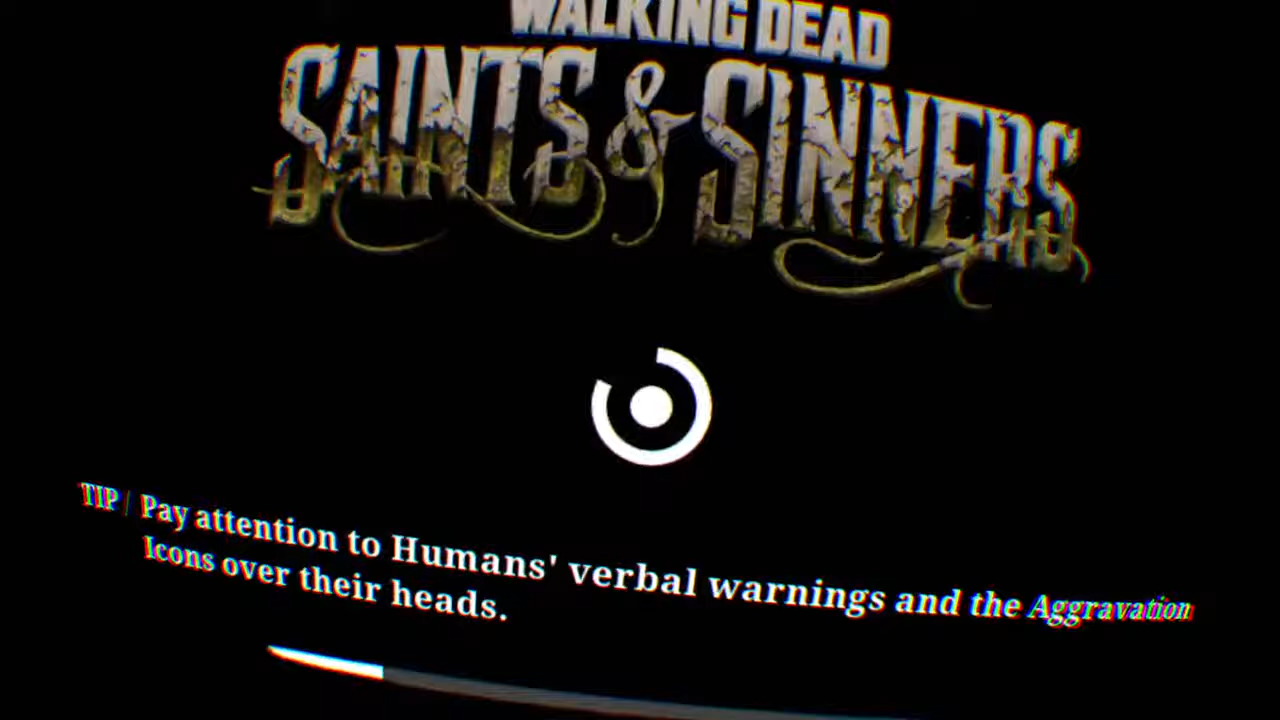 WALKING DEAD
SAINTS & SINNERS
TIP | Pay attention to Humans' verbal warnings and the Aggravation
Icons over their heads.